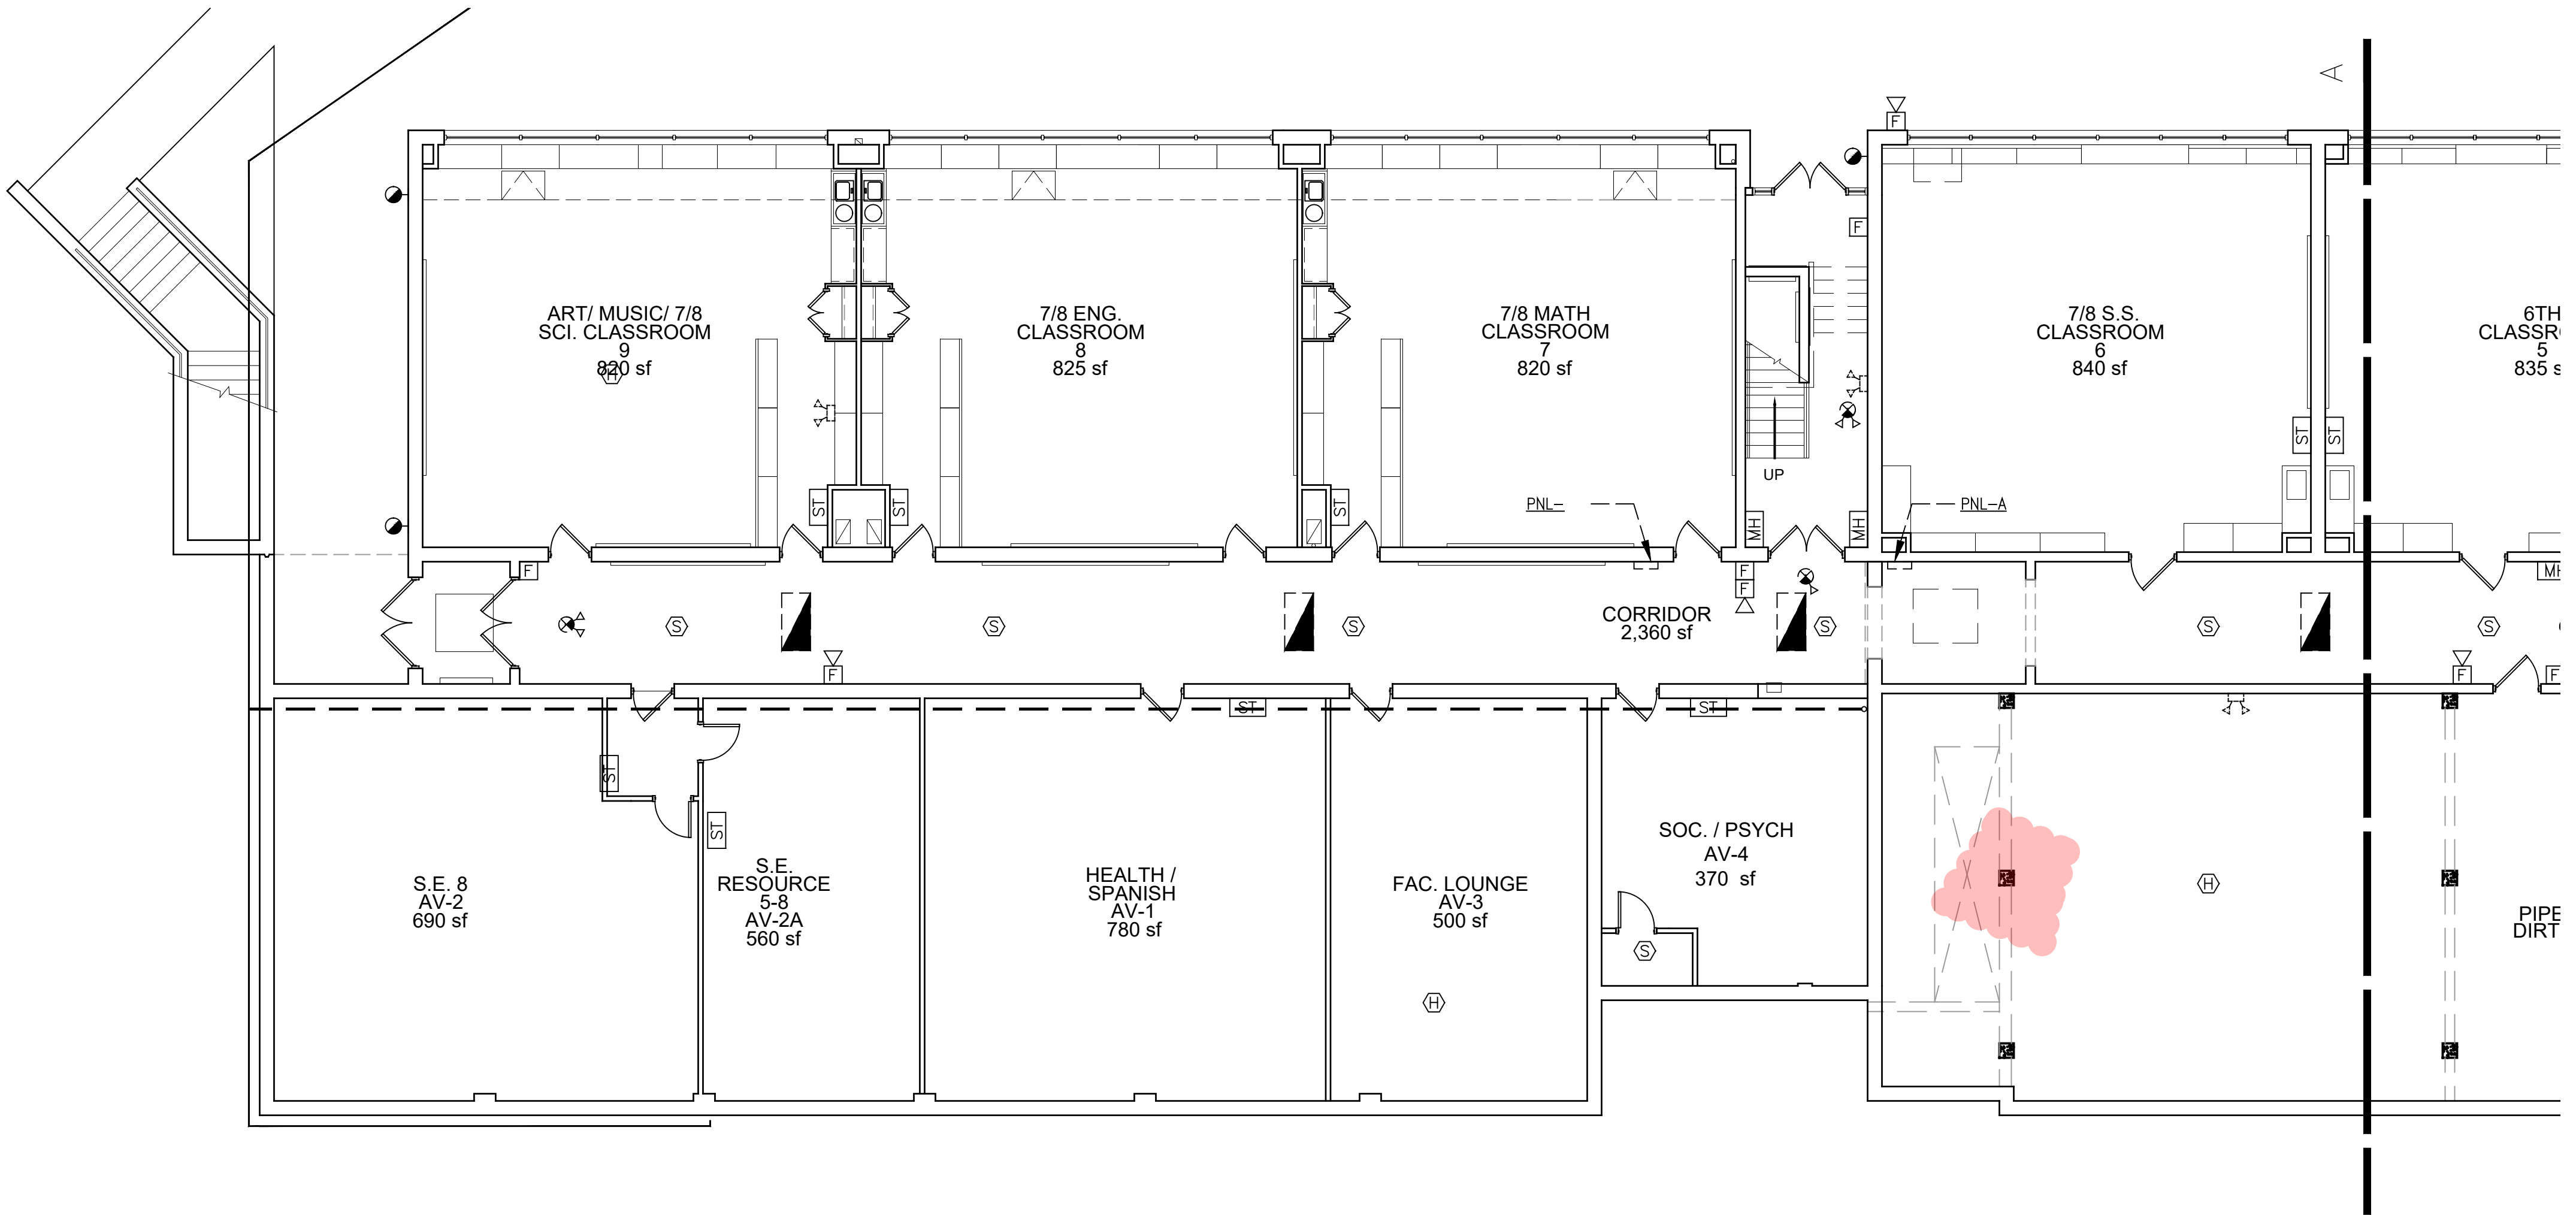 A
F
F
ART/ MUSIC/ 7/8
SCI. CLASSROOM
9
820 sf
H
7/8 ENG.
CLASSROOM
8
825 sf
7/8 MATH
CLASSROOM
7
820 sf
7/8 S.S.
CLASSROOM
6
840 sf
6TH
CLASSR
5
835 s
UP
ST
ST
ST
ST
ST
PNL-
PNL-A
MH
MH
F
F
F
MH
S
S
S
CORRIDOR
2,360 sf
S
S
S
F
F
F
ST
ST
ST
ST
S.E. 8
AV-2
690 sf
S.E.
RESOURCE
5-8
AV-2A
560 sf
HEALTH /
SPANISH
AV-1
780 sf
FAC. LOUNGE
AV-3
500 sf
H
SOC. / PSYCH
AV-4
370 sf
S
H
PIPE
DIRT